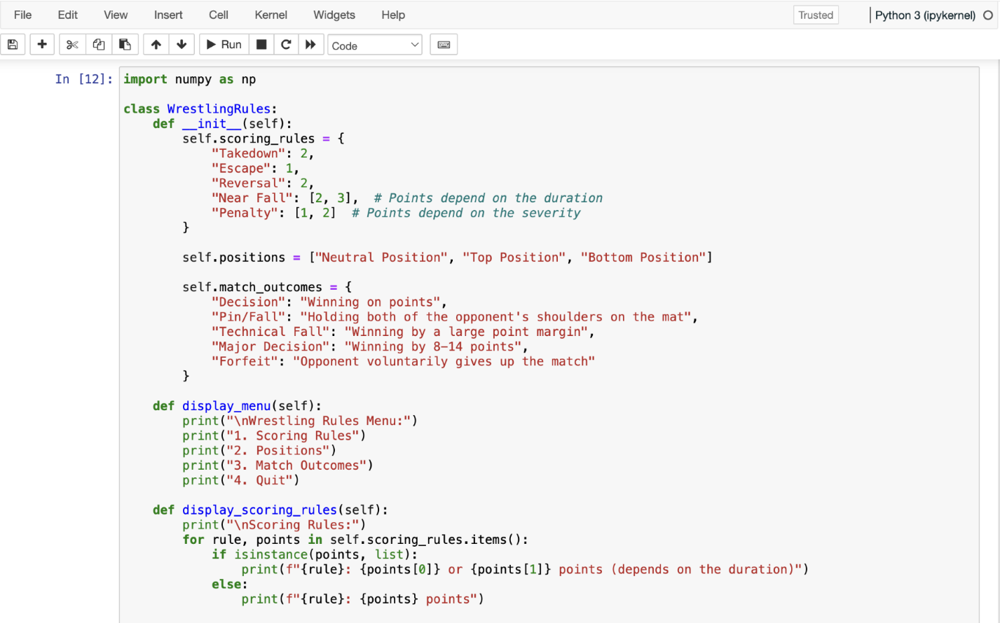 File Edit View Insert Cell Kernel Widgets Help Trusted Python 3 (ipykernel)
Run Code
In [12]: import numpy as np
class WrestlingRules:
    def __init__(self):
        self.scoring_rules = {
            "Takedown": 2,
            "Escape": 1,
            "Reversal": 2,
            "Near Fall": [2, 3],  # Points depend on the duration
            "Penalty": [1, 2]  # Points depend on the severity
        }
        self.positions = ["Neutral Position", "Top Position", "Bottom Position"]
        self.match_outcomes = {
            "Decision": "Winning on points",
            "Pin/Fall": "Holding both of the opponent's shoulders on the mat",
            "Technical Fall": "Winning by a large point margin",
            "Major Decision": "Winning by 8–14 points",
            "Forfeit": "Opponent voluntarily gives up the match"
        }
    def display_menu(self):
        print("\nWrestling Rules Menu:")
        print("1. Scoring Rules")
        print("2. Positions")
        print("3. Match Outcomes")
        print("4. Quit")
    def display_scoring_rules(self):
        print("\nScoring Rules:")
        for rule, points in self.scoring_rules.items():
            if isinstance(points, list):
                print(f"{rule}: {points[0]} or {points[1]} points (depends on the duration)")
            else:
                print(f"{rule}: {points} points")